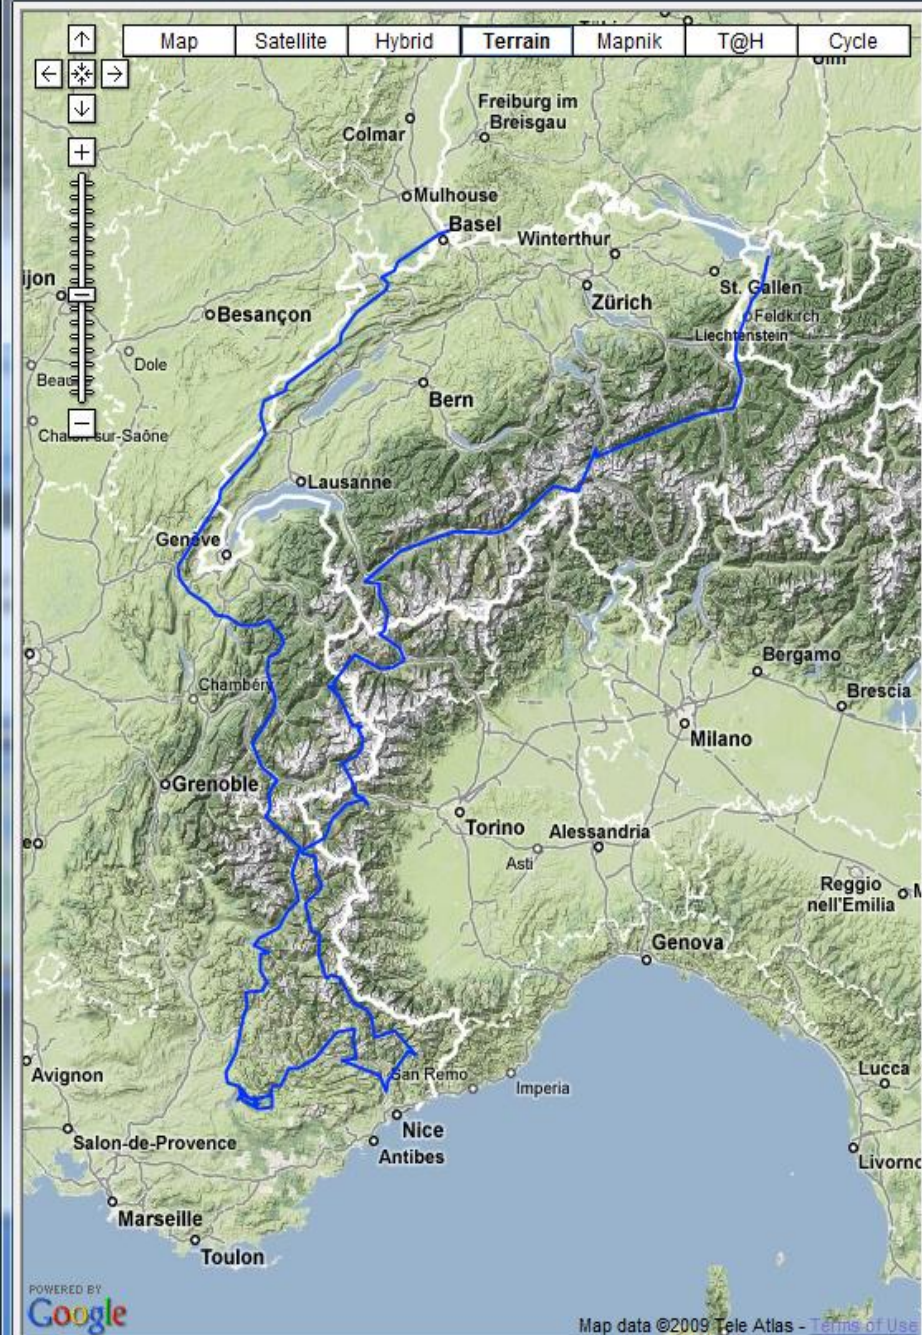 Map
Satellite
Hybrid
Terrain
Mapnik
T@H
Cycle
Freiburg im
Breisgau
Colmar
Mulhouse
Basel
Winterthur
St. Gallen
Zürich
Feldkirch
Liechtenstein
ijon
Besançon
Dole
Beau
Bern
Chalon-sur-Saône
Lausanne
Genève
Bergamo
Chambéry
Brescia
Milano
Grenoble
Torino
Alessandria
Asti
Reggio
nell'Emilia
M
Genova
Avignon
San Remo
Imperia
Lucca
Nice
Salon-de-Provence
Antibes
Livorno
Marseille
Toulon
POWERED BY
Google
Map data ©2009 Tele Atlas - Terms of Use